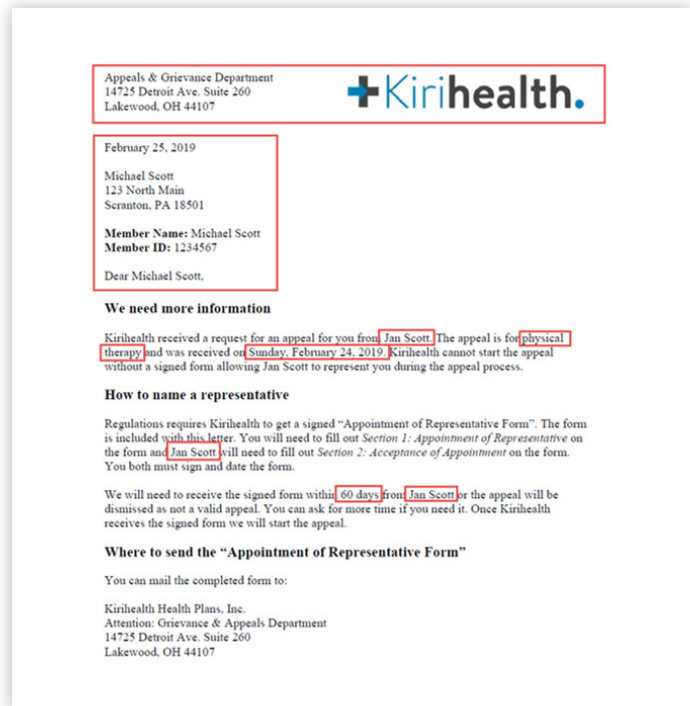 Appeals & Grievance Department
14725 Detroit Ave. Suite 260
Lakewood, OH 44107
Kirihealth.
February 25, 2019
Michael Scott
123 North Main
Scranton, PA 18501
Member Name: Michael Scott
Member ID: 1234567
Dear Michael Scott,
We need more information
Kirihealth received a request for an appeal for you from Jan Scott. The appeal is for physical
therapy and was received on Sunday, February 24, 2019. Kirihealth cannot start the appeal
without a signed form allowing Jan Scott to represent you during the appeal process.
How to name a representative
Regulations requires Kirihealth to get a signed “Appointment of Representative Form”. The form
is included with this letter. You will need to fill out Section 1: Appointment of Representative on
the form and Jan Scott will need to fill out Section 2: Acceptance of Appointment on the form.
You both must sign and date the form.
We will need to receive the signed form within 60 days from Jan Scott or the appeal will be
dismissed as not a valid appeal. You can ask for more time if you need it. Once Kirihealth
receives the signed form we will start the appeal.
Where to send the “Appointment of Representative Form”
You can mail the completed form to:
Kirihealth Health Plans, Inc.
Attention: Grievance & Appeals Department
14725 Detroit Ave. Suite 260
Lakewood, OH 44107